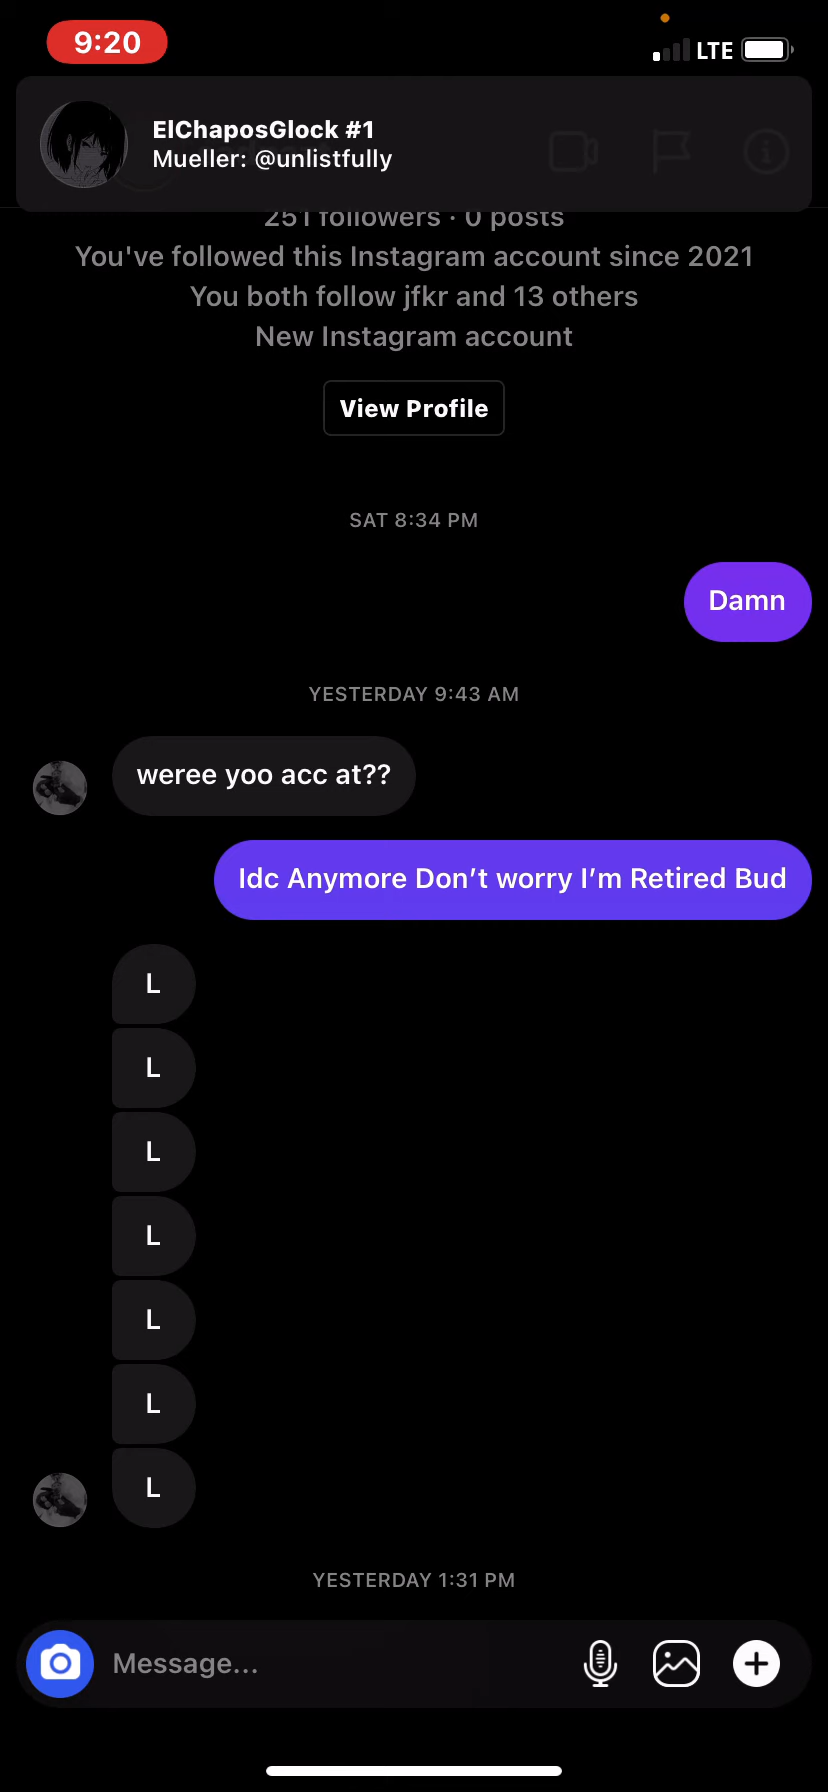 9:20
LTE
ElChaposGlock #1
Mueller: @unlistfully
251 followers · 0 posts
You've followed this Instagram account since 2021
You both follow jfkr and 13 others
New Instagram account
View Profile
SAT 8:34 PM
Damn
YESTERDAY 9:43 AM
weree yoo acc at??
Idc Anymore Don’t worry I’m Retired Bud
L
L
L
L
L
L
L
YESTERDAY 1:31 PM
Message...